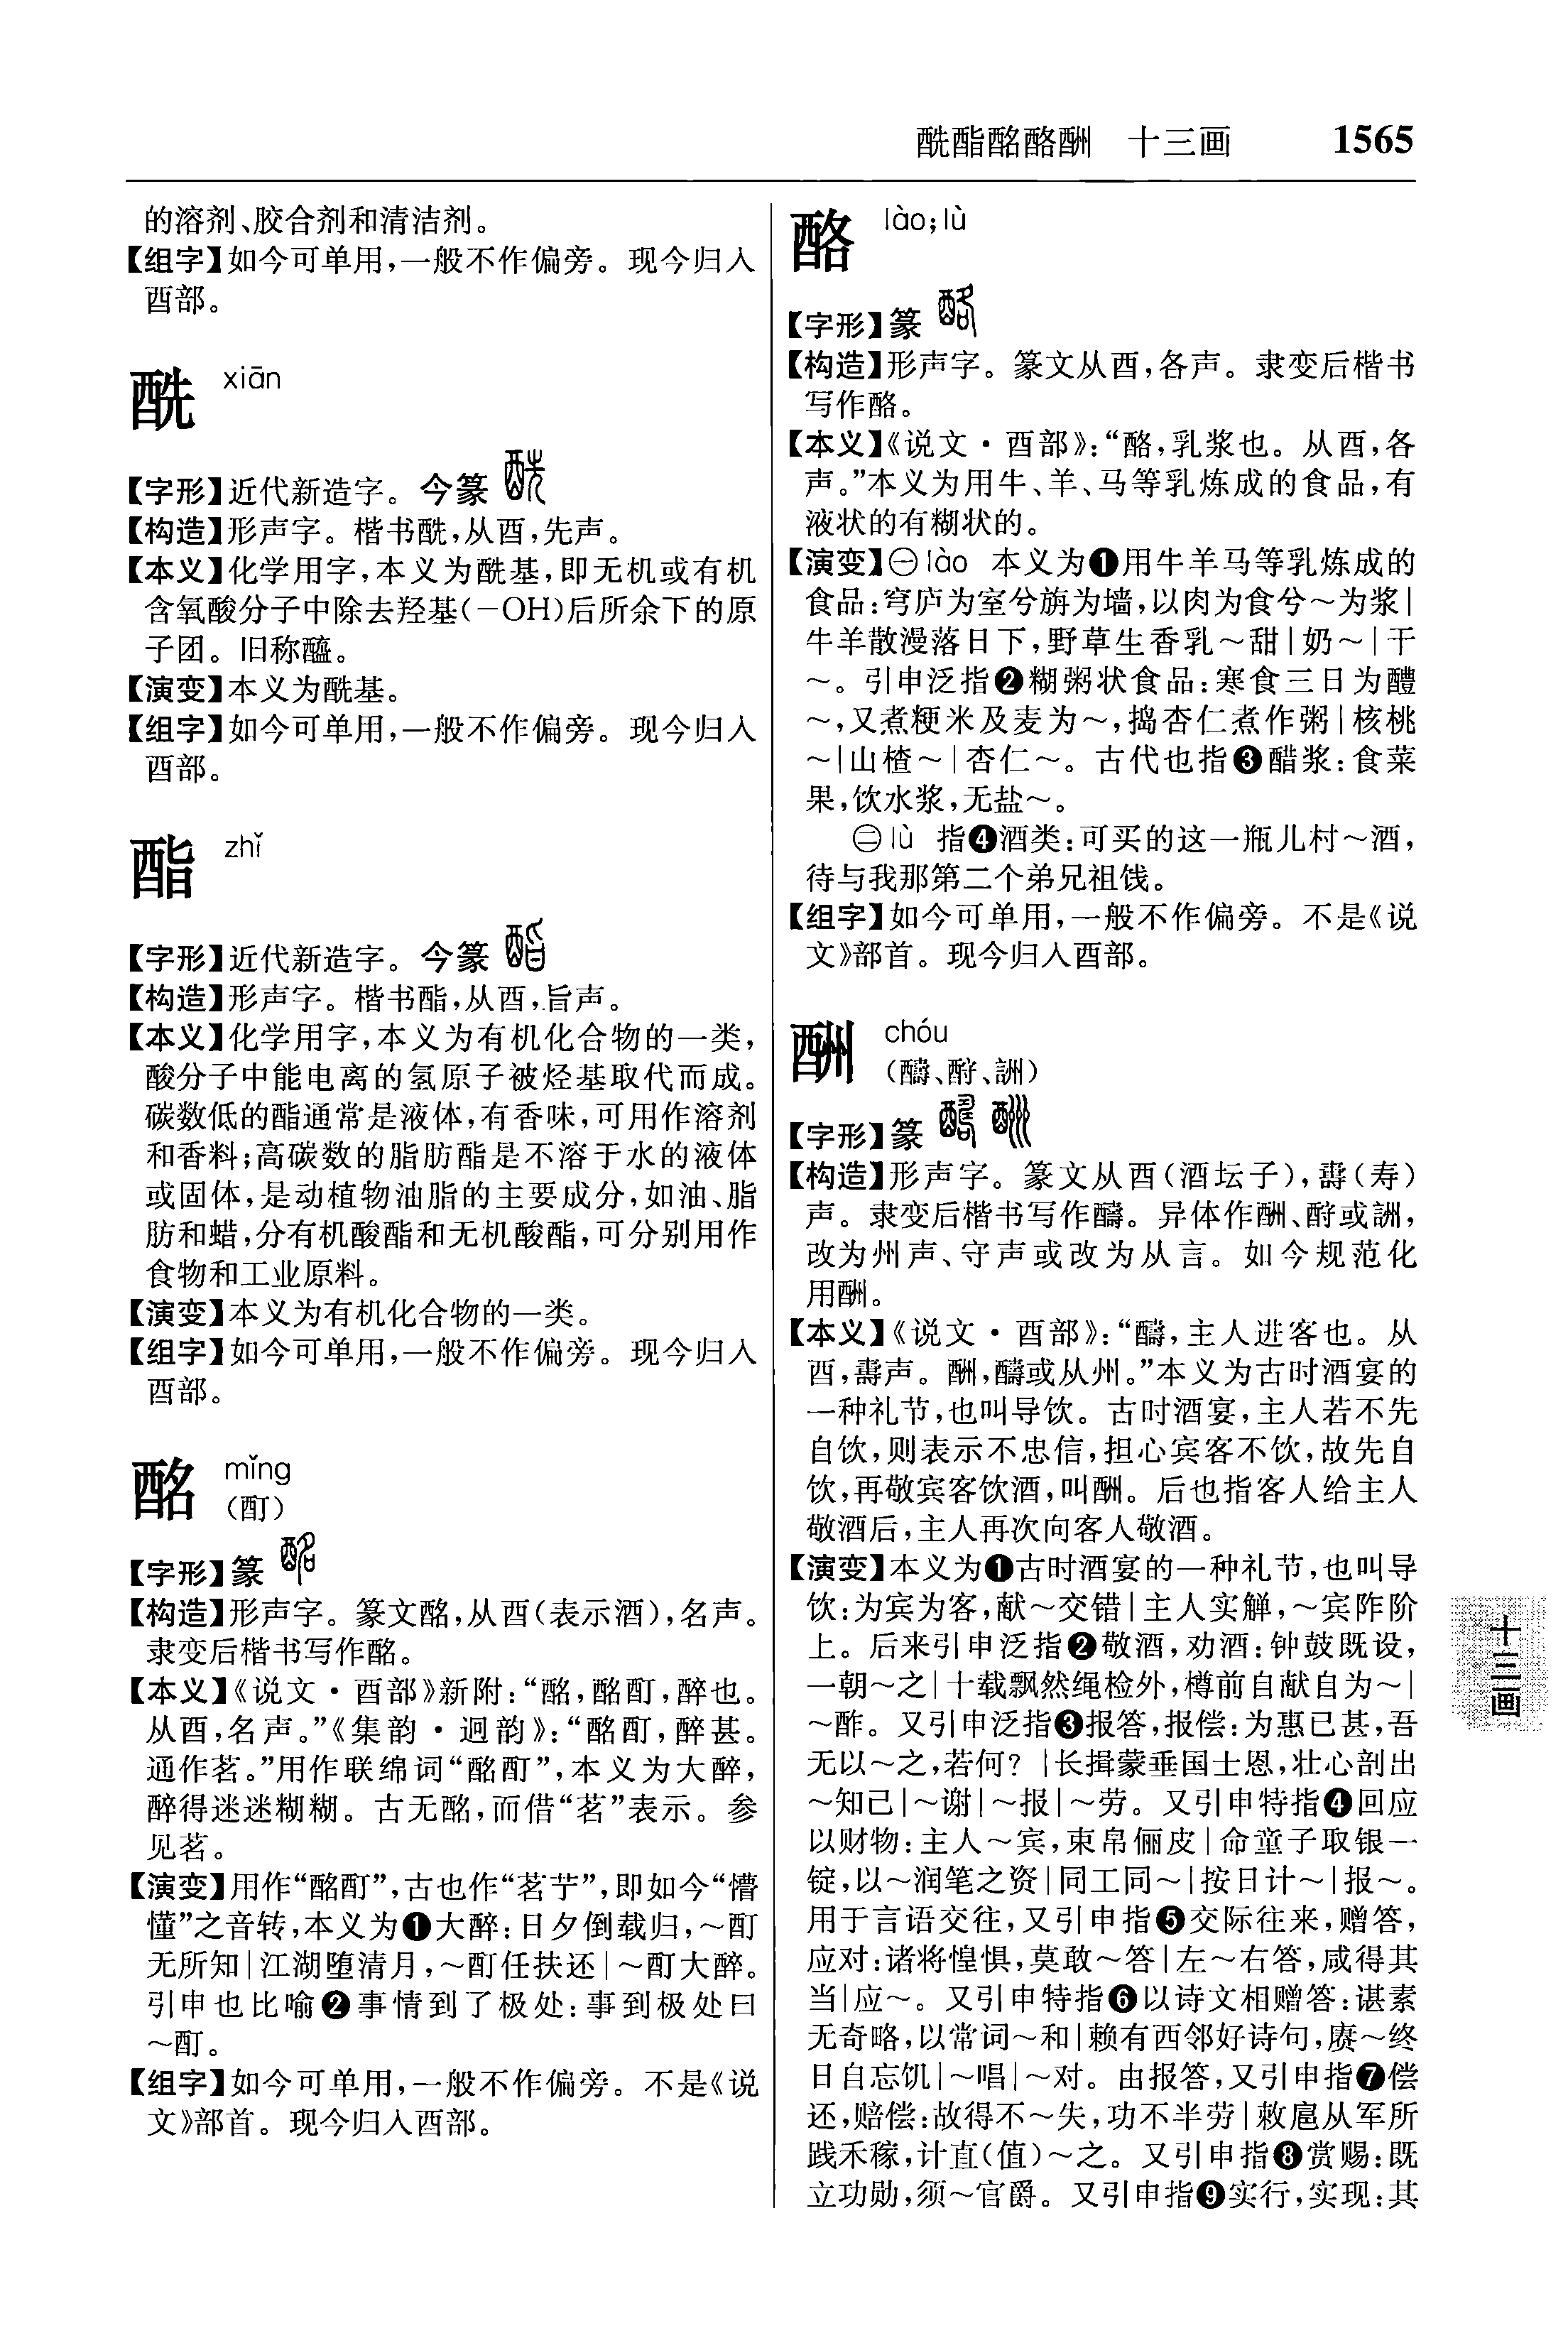 酰酯酩酪酬　十三画　1565
的溶剂、胶合剂和清洁剂。
【组字】如今可单用，一般不作偏旁。现今归入
酉部。
酰 xiān
【字形】近代新造字。今篆
【构造】形声字。楷书酰，从酉，先声。
【本义】化学用字，本义为酰基，即无机或有机
含氧酸分子中除去羟基（－OH）后所余下的原
子团。旧称醯。
【演变】本义为酰基。
【组字】如今可单用，一般不作偏旁。现今归入
酉部。
酯 zhǐ
【字形】近代新造字。今篆
【构造】形声字。楷书酯，从酉，旨声。
【本义】化学用字，本义为有机化合物的一类，
酸分子中能电离的氢原子被烃基取代而成。
碳数低的酯通常是液体，有香味，可用作溶剂
和香料；高碳数的脂肪酯是不溶于水的液体
或固体，是动植物油脂的主要成分，如油、脂
肪和蜡，分有机酸酯和无机酸酯，可分别用作
食物和工业原料。
【演变】本义为有机化合物的一类。
【组字】如今可单用，一般不作偏旁。现今归入
酉部。
酩 mǐng
（酊）
【字形】篆
【构造】形声字。篆文酩，从酉（表示酒），名声。
隶变后楷书写作酩。
【本义】《说文·酉部》新附：“酩，酩酊，醉也。
从酉，名声。”《集韵·迥韵》：“酩酊，醉甚。
通作茗。”用作联绵词“酩酊”，本义为大醉，
醉得迷迷糊糊。古无酩，而借“茗”表示。参
见茗。
【演变】用作“酩酊”，古也作“茗艼”，即如今“懵
懂”之音转，本义为❶大醉：日夕倒载归，～酊
无所知｜江湖堕清月，～酊任扶还｜～酊大醉。
引申也比喻❷事情到了极处：事到极处曰
～酊。
【组字】如今可单用，一般不作偏旁。不是《说
文》部首。现今归入酉部。
酪 lào；lù
【字形】篆
【构造】形声字。篆文从酉，各声。隶变后楷书
写作酪。
【本义】《说文·酉部》：“酪，乳浆也。从酉，各
声。”本义为用牛、羊、马等乳炼成的食品，有
液状的有糊状的。
【演变】㊀lào 本义为❶用牛羊马等乳炼成的
食品：穹庐为室兮旃为墙，以肉为食兮～为浆｜
牛羊散漫落日下，野草生香乳～甜｜奶～｜干
～。引申泛指❷糊粥状食品：寒食三日为醴
～，又煮粳米及麦为～，捣杏仁煮作粥｜核桃
～｜山楂～｜杏仁～。古代也指❸醋浆：食菜
果，饮水浆，无盐～。
㊁lù 指❹酒类：可买的这一瓶儿村～酒，
待与我那第二个弟兄祖饯。
【组字】如今可单用，一般不作偏旁。不是《说
文》部首。现今归入酉部。
酬 chóu
（醻、酧、詶）
【字形】篆
【构造】形声字。篆文从酉（酒坛子），壽（寿）
声。隶变后楷书写作醻。异体作酬、酧或詶，
改为州声、守声或改为从言。如今规范化
用酬。
【本义】《说文·酉部》：“醻，主人进客也。从
酉，壽声。酬，醻或从州。”本义为古时酒宴的
一种礼节，也叫导饮。古时酒宴，主人若不先
自饮，则表示不忠信，担心宾客不饮，故先自
饮，再敬宾客饮酒，叫酬。后也指客人给主人
敬酒后，主人再次向客人敬酒。
【演变】本义为❶古时酒宴的一种礼节，也叫导
饮：为宾为客，献～交错｜主人实觯，～宾阼阶
上。后来引申泛指❷敬酒，劝酒：钟鼓既设，
一朝～之｜十载飘然绳检外，樽前自献自为～｜
～酢。又引申泛指❸报答，报偿：为惠已甚，吾
无以～之，若何？｜长揖蒙垂国士恩，壮心剖出
～知己｜～谢｜～报｜～劳。又引申特指❹回应
以财物：主人～宾，束帛俪皮｜命童子取银一
锭，以～润笔之资｜同工同～｜按日计～｜报～。
用于言语交往，又引申指❺交际往来，赠答，
应对：诸将惶惧，莫敢～答｜左～右答，咸得其
当｜应～。又引申特指❻以诗文相赠答：谌素
无奇略，以常词～和｜赖有西邻好诗句，赓～终
日自忘饥｜～唱｜～对。由报答，又引申指❼偿
还，赔偿：故得不～失，功不半劳｜敕扈从军所
践禾稼，计直（值）～之。又引申指❽赏赐：既
立功勋，须～官爵。又引申指❾实行，实现：其
十三画